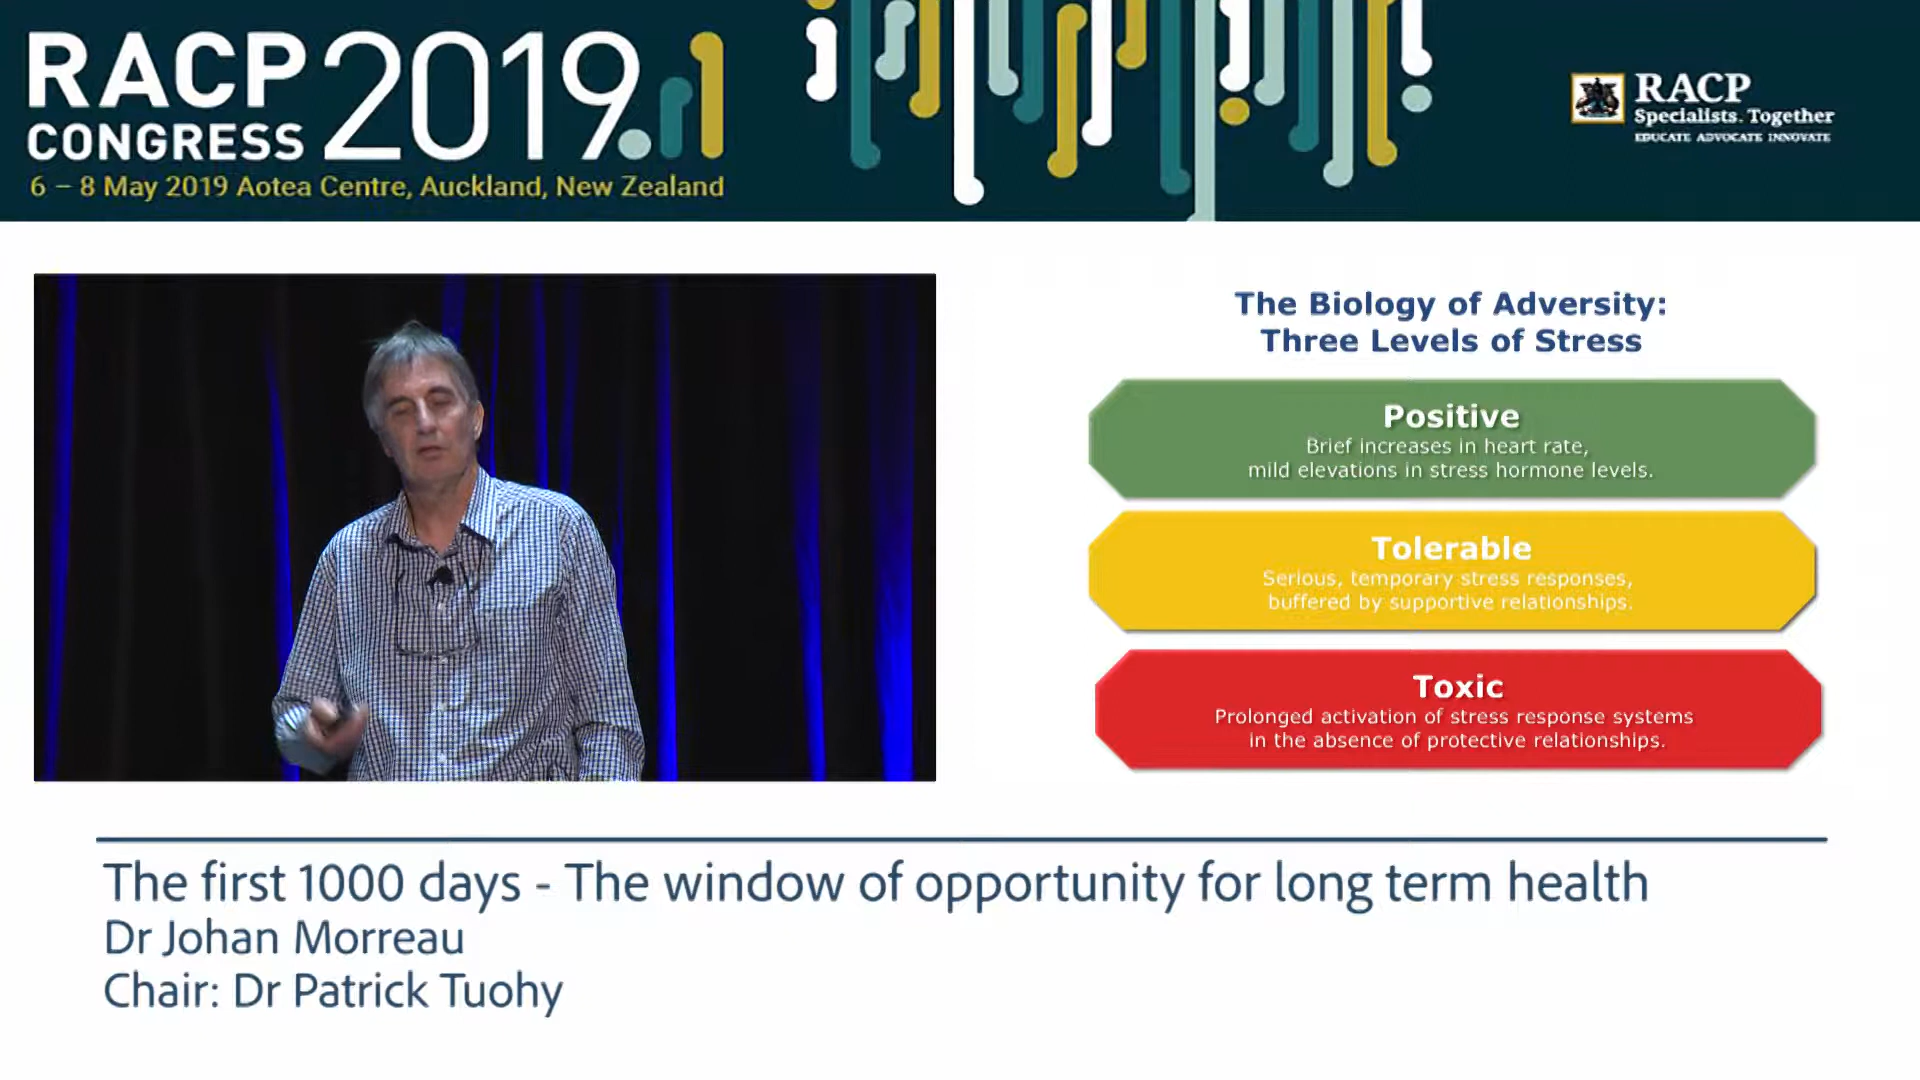 RACP
CONGRESS
2019
6 – 8 May 2019 Aotea Centre, Auckland, New Zealand
RACP
Specialists. Together
EDUCATE ADVOCATE INNOVATE
The Biology of Adversity:
Three Levels of Stress
Positive
Brief increases in heart rate,
mild elevations in stress hormone levels.
Tolerable
Serious, temporary stress responses,
buffered by supportive relationships.
Toxic
Prolonged activation of stress response systems
in the absence of protective relationships.
The first 1000 days - The window of opportunity for long term health
Dr Johan Morreau
Chair: Dr Patrick Tuohy